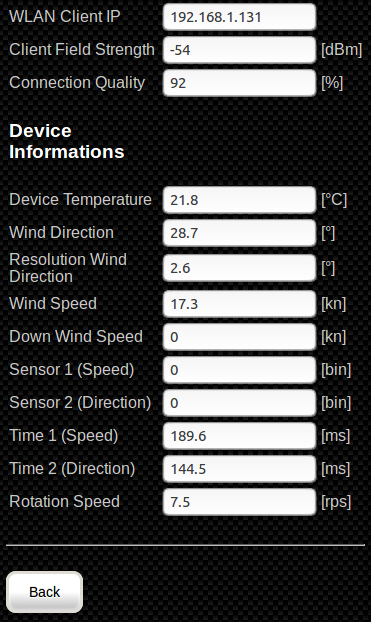 WLAN Client IP 192.168.1.131
Client Field Strength -54 [dBm]
Connection Quality 92 [%]
Device
Informations
Device Temperature 21.8 [°C]
Wind Direction 28.7 [°]
Resolution Wind
Direction 2.6 [°]
Wind Speed 17.3 [kn]
Down Wind Speed 0 [kn]
Sensor 1 (Speed) 0 [bin]
Sensor 2 (Direction) 0 [bin]
Time 1 (Speed) 189.6 [ms]
Time 2 (Direction) 144.5 [ms]
Rotation Speed 7.5 [rps]
Back